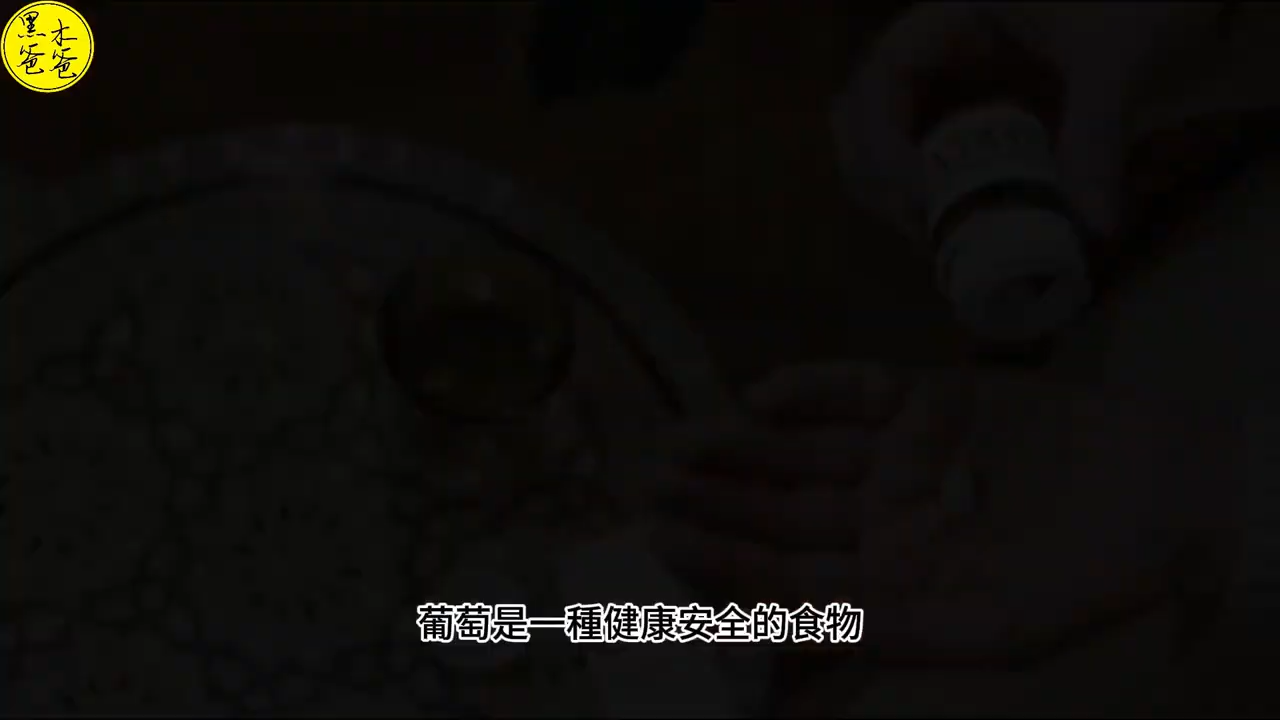 黑木
爸爸
葡萄是一種健康安全的食物